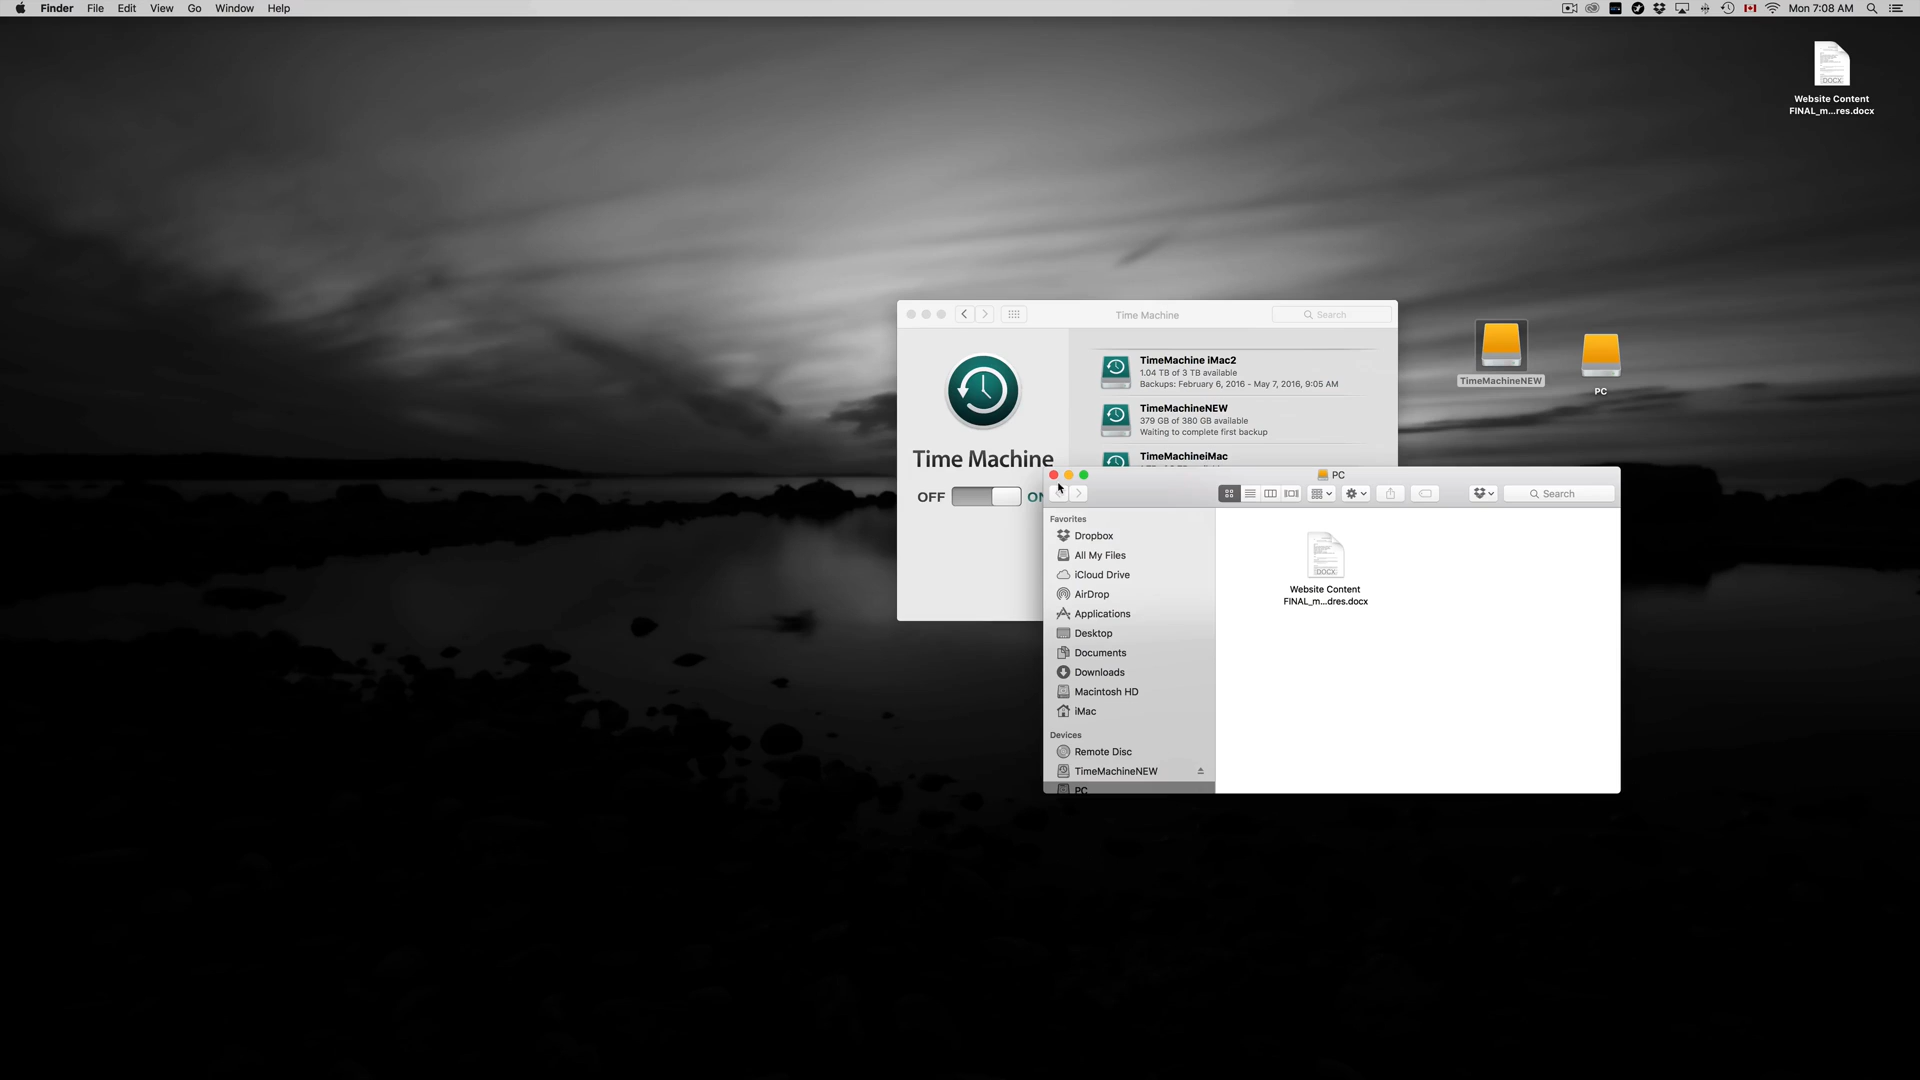 Finder File Edit View Go Window Help
Mon 7:08 AM
DOCX
Website Content
FINAL_m...res.docx
Time Machine
Search
TimeMachine iMac2
1.04 TB of 3 TB available
Backups: February 6, 2016 - May 7, 2016, 9:05 AM
TimeMachineNEW
379 GB of 380 GB available
Waiting to complete first backup
TimeMachineiMac
Time Machine
OFF
ON
TimeMachineNEW
PC
PC
Search
Favorites
Dropbox
All My Files
iCloud Drive
AirDrop
Applications
Desktop
Documents
Downloads
Macintosh HD
iMac
Devices
Remote Disc
TimeMachineNEW
PC
DOCX
Website Content
FINAL_m...dres.docx